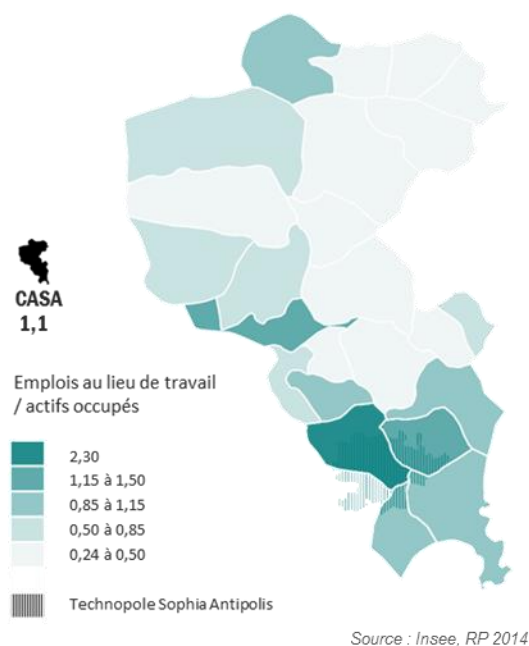 CASA
1,1
Emplois au lieu de travail
/ actifs occupés
2,30
1,15 à 1,50
0,85 à 1,15
0,50 à 0,85
0,24 à 0,50
Technopole Sophia Antipolis
Source : Insee, RP 2014